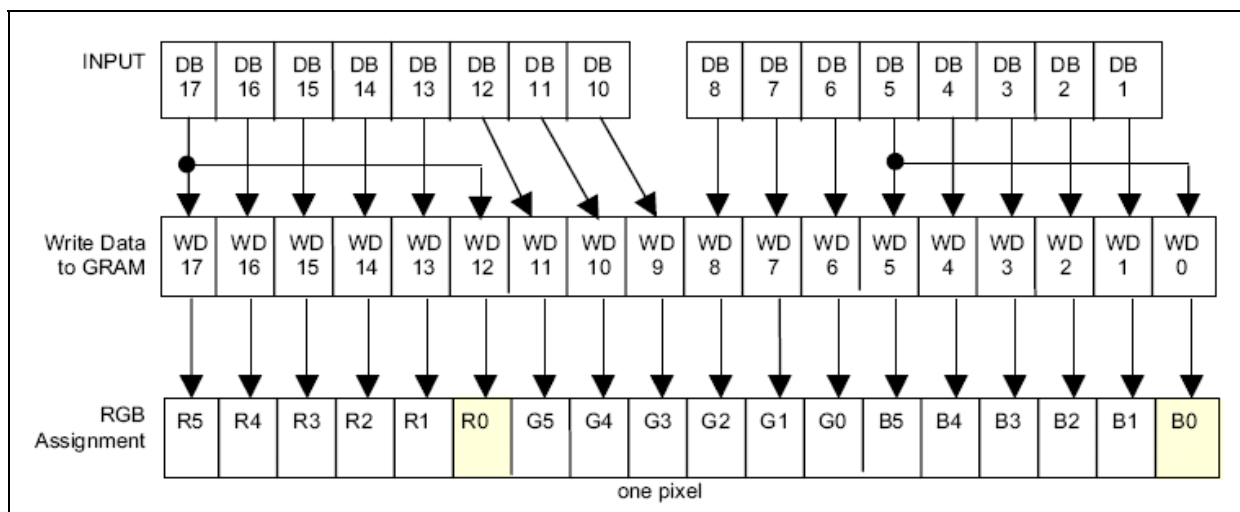 INPUT DB DB DB DB DB DB DB DB DB DB DB DB DB DB DB DB
17 16 15 14 13 12 11 10 8 7 6 5 4 3 2 1
Write Data WD WD WD WD WD WD WD WD WD WD WD WD WD WD WD WD WD WD
to GRAM 17 16 15 14 13 12 11 10 9 8 7 6 5 4 3 2 1 0
RGB R5 R4 R3 R2 R1 R0 G5 G4 G3 G2 G1 G0 B5 B4 B3 B2 B1 B0
Assignment
one pixel